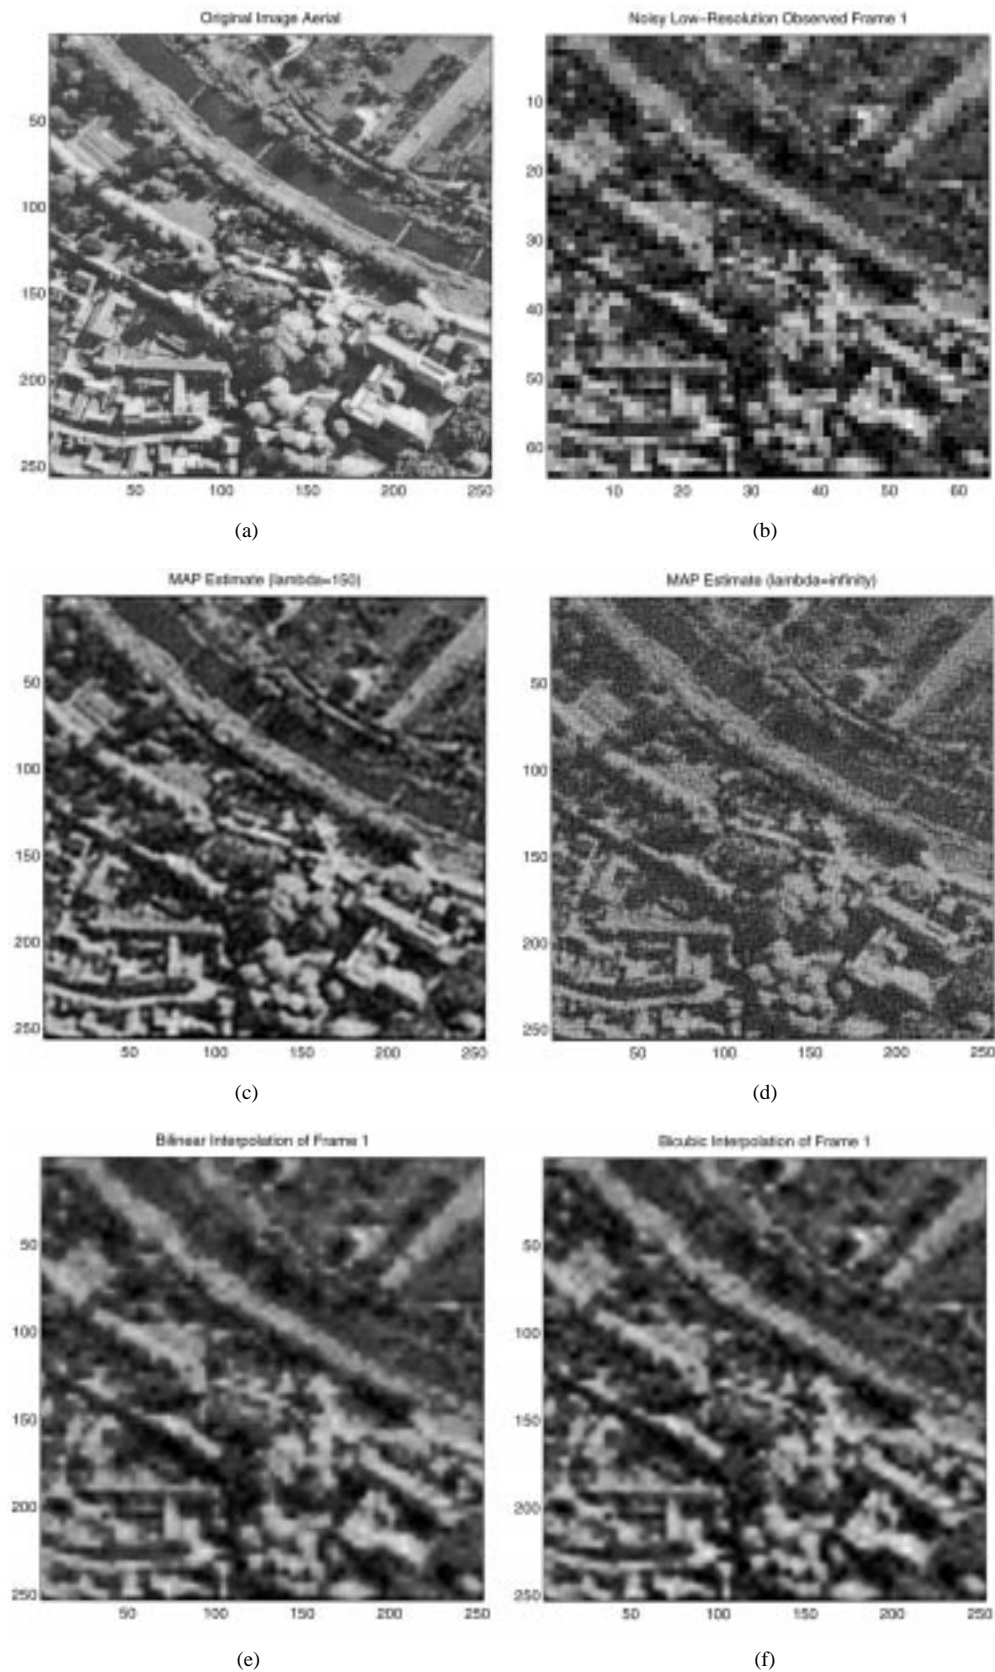 Original Image Aerial
Noisy Low-Resolution Observed Frame 1
50
100
150
200
250
50 100 150 200 250
10
20
30
40
50
60
10 20 30 40 50 60
(a)
(b)
MAP Estimate (lambda=150)
MAP Estimate (lambda=infinity)
50
100
150
200
250
50 100 150 200 250
50
100
150
200
250
50 100 150 200 250
(c)
(d)
Bilinear Interpolation of Frame 1
Bicubic Interpolation of Frame 1
50
100
150
200
250
50 100 150 200 250
50
100
150
200
250
50 100 150 200 250
(e)
(f)